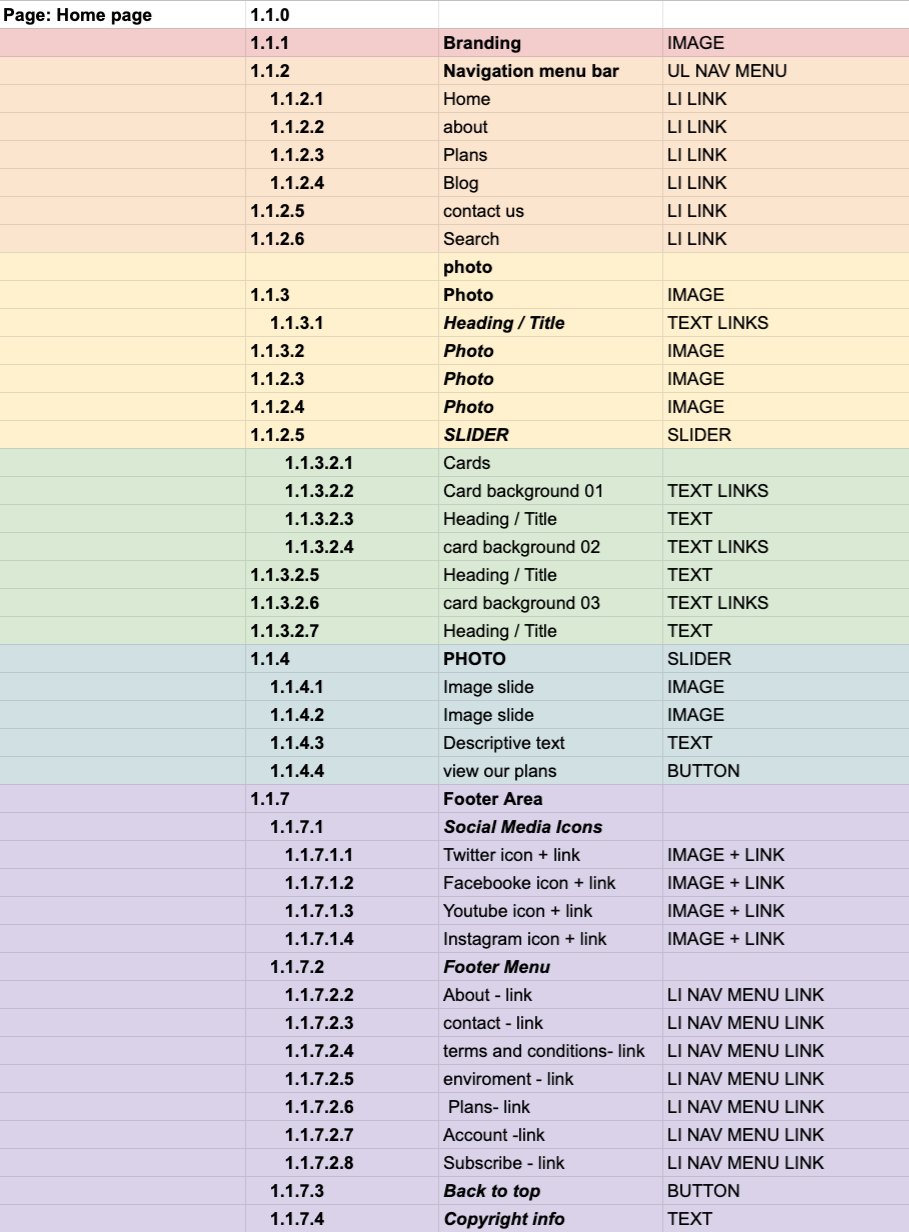 Page: Home page 1.1.0
1.1.1 Branding IMAGE
1.1.2 Navigation menu bar UL NAV MENU
1.1.2.1 Home LI LINK
1.1.2.2 about LI LINK
1.1.2.3 Plans LI LINK
1.1.2.4 Blog LI LINK
1.1.2.5 contact us LI LINK
1.1.2.6 Search LI LINK
photo
1.1.3 Photo IMAGE
1.1.3.1 Heading / Title TEXT LINKS
1.1.3.2 Photo IMAGE
1.1.2.3 Photo IMAGE
1.1.2.4 Photo IMAGE
1.1.2.5 SLIDER SLIDER
1.1.3.2.1 Cards
1.1.3.2.2 Card background 01 TEXT LINKS
1.1.3.2.3 Heading / Title TEXT
1.1.3.2.4 card background 02 TEXT LINKS
1.1.3.2.5 Heading / Title TEXT
1.1.3.2.6 card background 03 TEXT LINKS
1.1.3.2.7 Heading / Title TEXT
1.1.4 PHOTO SLIDER
1.1.4.1 Image slide IMAGE
1.1.4.2 Image slide IMAGE
1.1.4.3 Descriptive text TEXT
1.1.4.4 view our plans BUTTON
1.1.7 Footer Area
1.1.7.1 Social Media Icons
1.1.7.1.1 Twitter icon + link IMAGE + LINK
1.1.7.1.2 Facebooke icon + link IMAGE + LINK
1.1.7.1.3 Youtube icon + link IMAGE + LINK
1.1.7.1.4 Instagram icon + link IMAGE + LINK
1.1.7.2 Footer Menu
1.1.7.2.2 About - link LI NAV MENU LINK
1.1.7.2.3 contact - link LI NAV MENU LINK
1.1.7.2.4 terms and conditions- link LI NAV MENU LINK
1.1.7.2.5 enviroment - link LI NAV MENU LINK
1.1.7.2.6 Plans- link LI NAV MENU LINK
1.1.7.2.7 Account -link LI NAV MENU LINK
1.1.7.2.8 Subscribe - link LI NAV MENU LINK
1.1.7.3 Back to top BUTTON
1.1.7.4 Copyright info TEXT